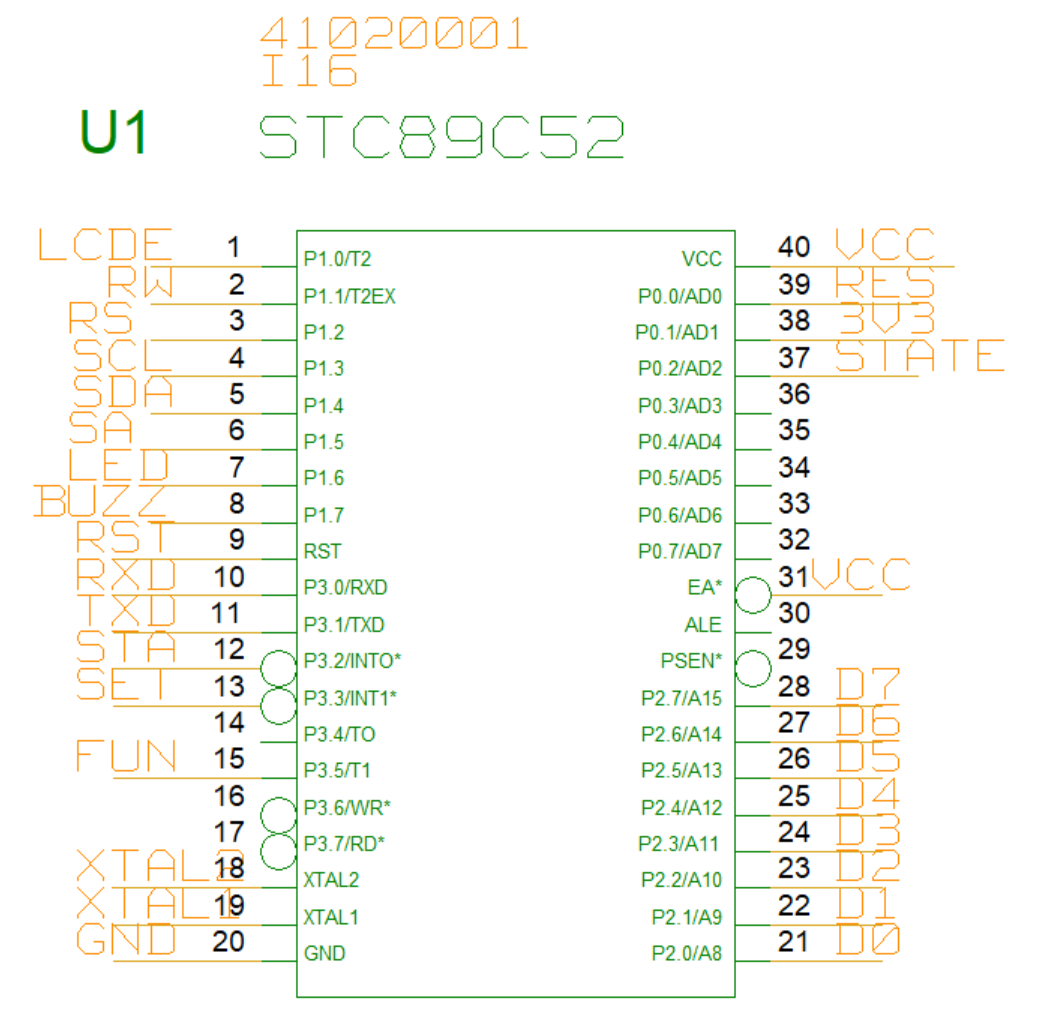 41020001
I16
U1 STC89C52
LCDE 1 P1.0/T2 VCC 40 VCC
RW 2 P1.1/T2EX P0.0/AD0 39 RES
RS 3 P1.2 P0.1/AD1 38 3V3
SCL 4 P1.3 P0.2/AD2 37 STATE
SDA 5 P1.4 P0.3/AD3 36
SA 6 P1.5 P0.4/AD4 35
LED 7 P1.6 P0.5/AD5 34
BUZZ 8 P1.7 P0.6/AD6 33
RST 9 RST P0.7/AD7 32
RXD 10 P3.0/RXD EA* 31 VCC
TXD 11 P3.1/TXD ALE 30
STA 12 P3.2/INTO* PSEN* 29
SET 13 P3.3/INT1* P2.7/A15 28 D7
14 P3.4/TO P2.6/A14 27 D6
FUN 15 P3.5/T1 P2.5/A13 26 D5
16 P3.6/WR* P2.4/A12 25 D4
17 P3.7/RD* P2.3/A11 24 D3
XTAL2 18 XTAL2 P2.2/A10 23 D2
XTAL1 19 XTAL1 P2.1/A9 22 D1
GND 20 GND P2.0/A8 21 D0